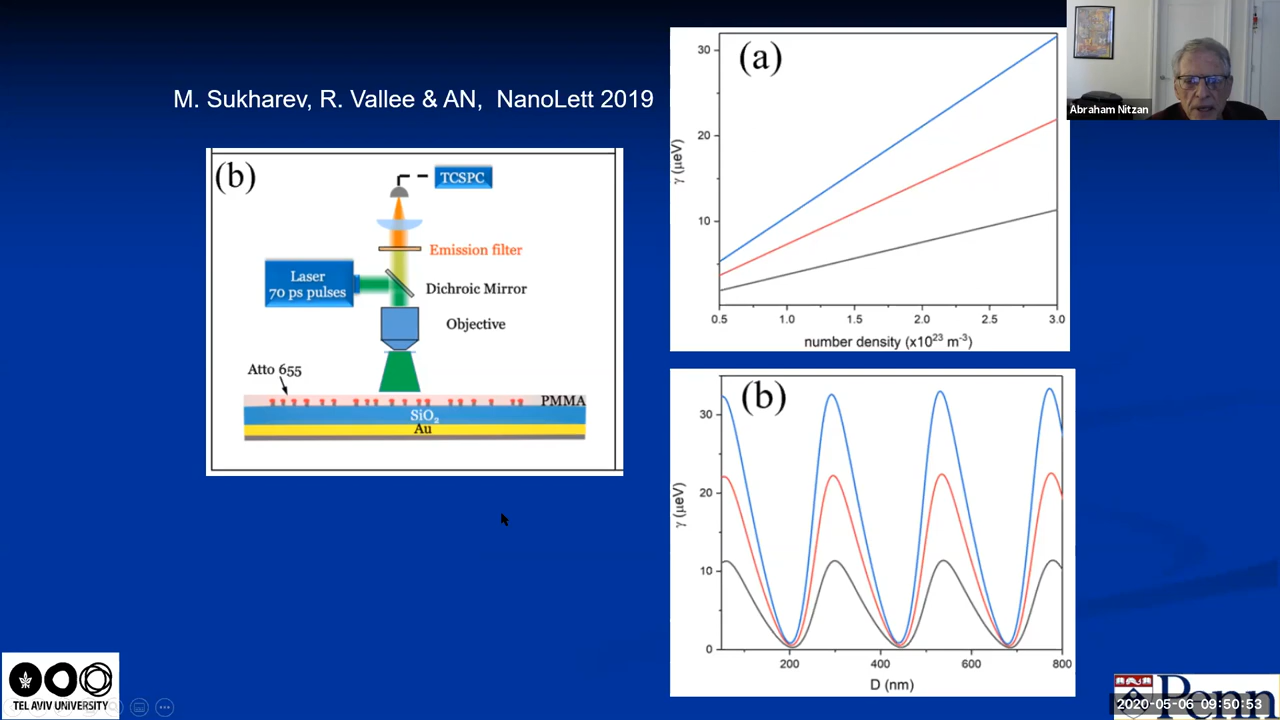 M. Sukharev, R. Vallee & AN, NanoLett 2019
(b)
TCSPC
Emission filter
Laser
70 ps pulses
Dichroic Mirror
Objective
Atto 655
PMMA
SiO₂
Au
(a)
30
20
10
γ (μeV)
0.5 1.0 1.5 2.0 2.5 3.0
number density (x10²³ m⁻³)
(b)
30
20
10
0
γ (μeV)
200 400 600 800
D (nm)
Abraham Nitzan
TEL AVIV UNIVERSITY
Penn
2020-05-06 09:50:53